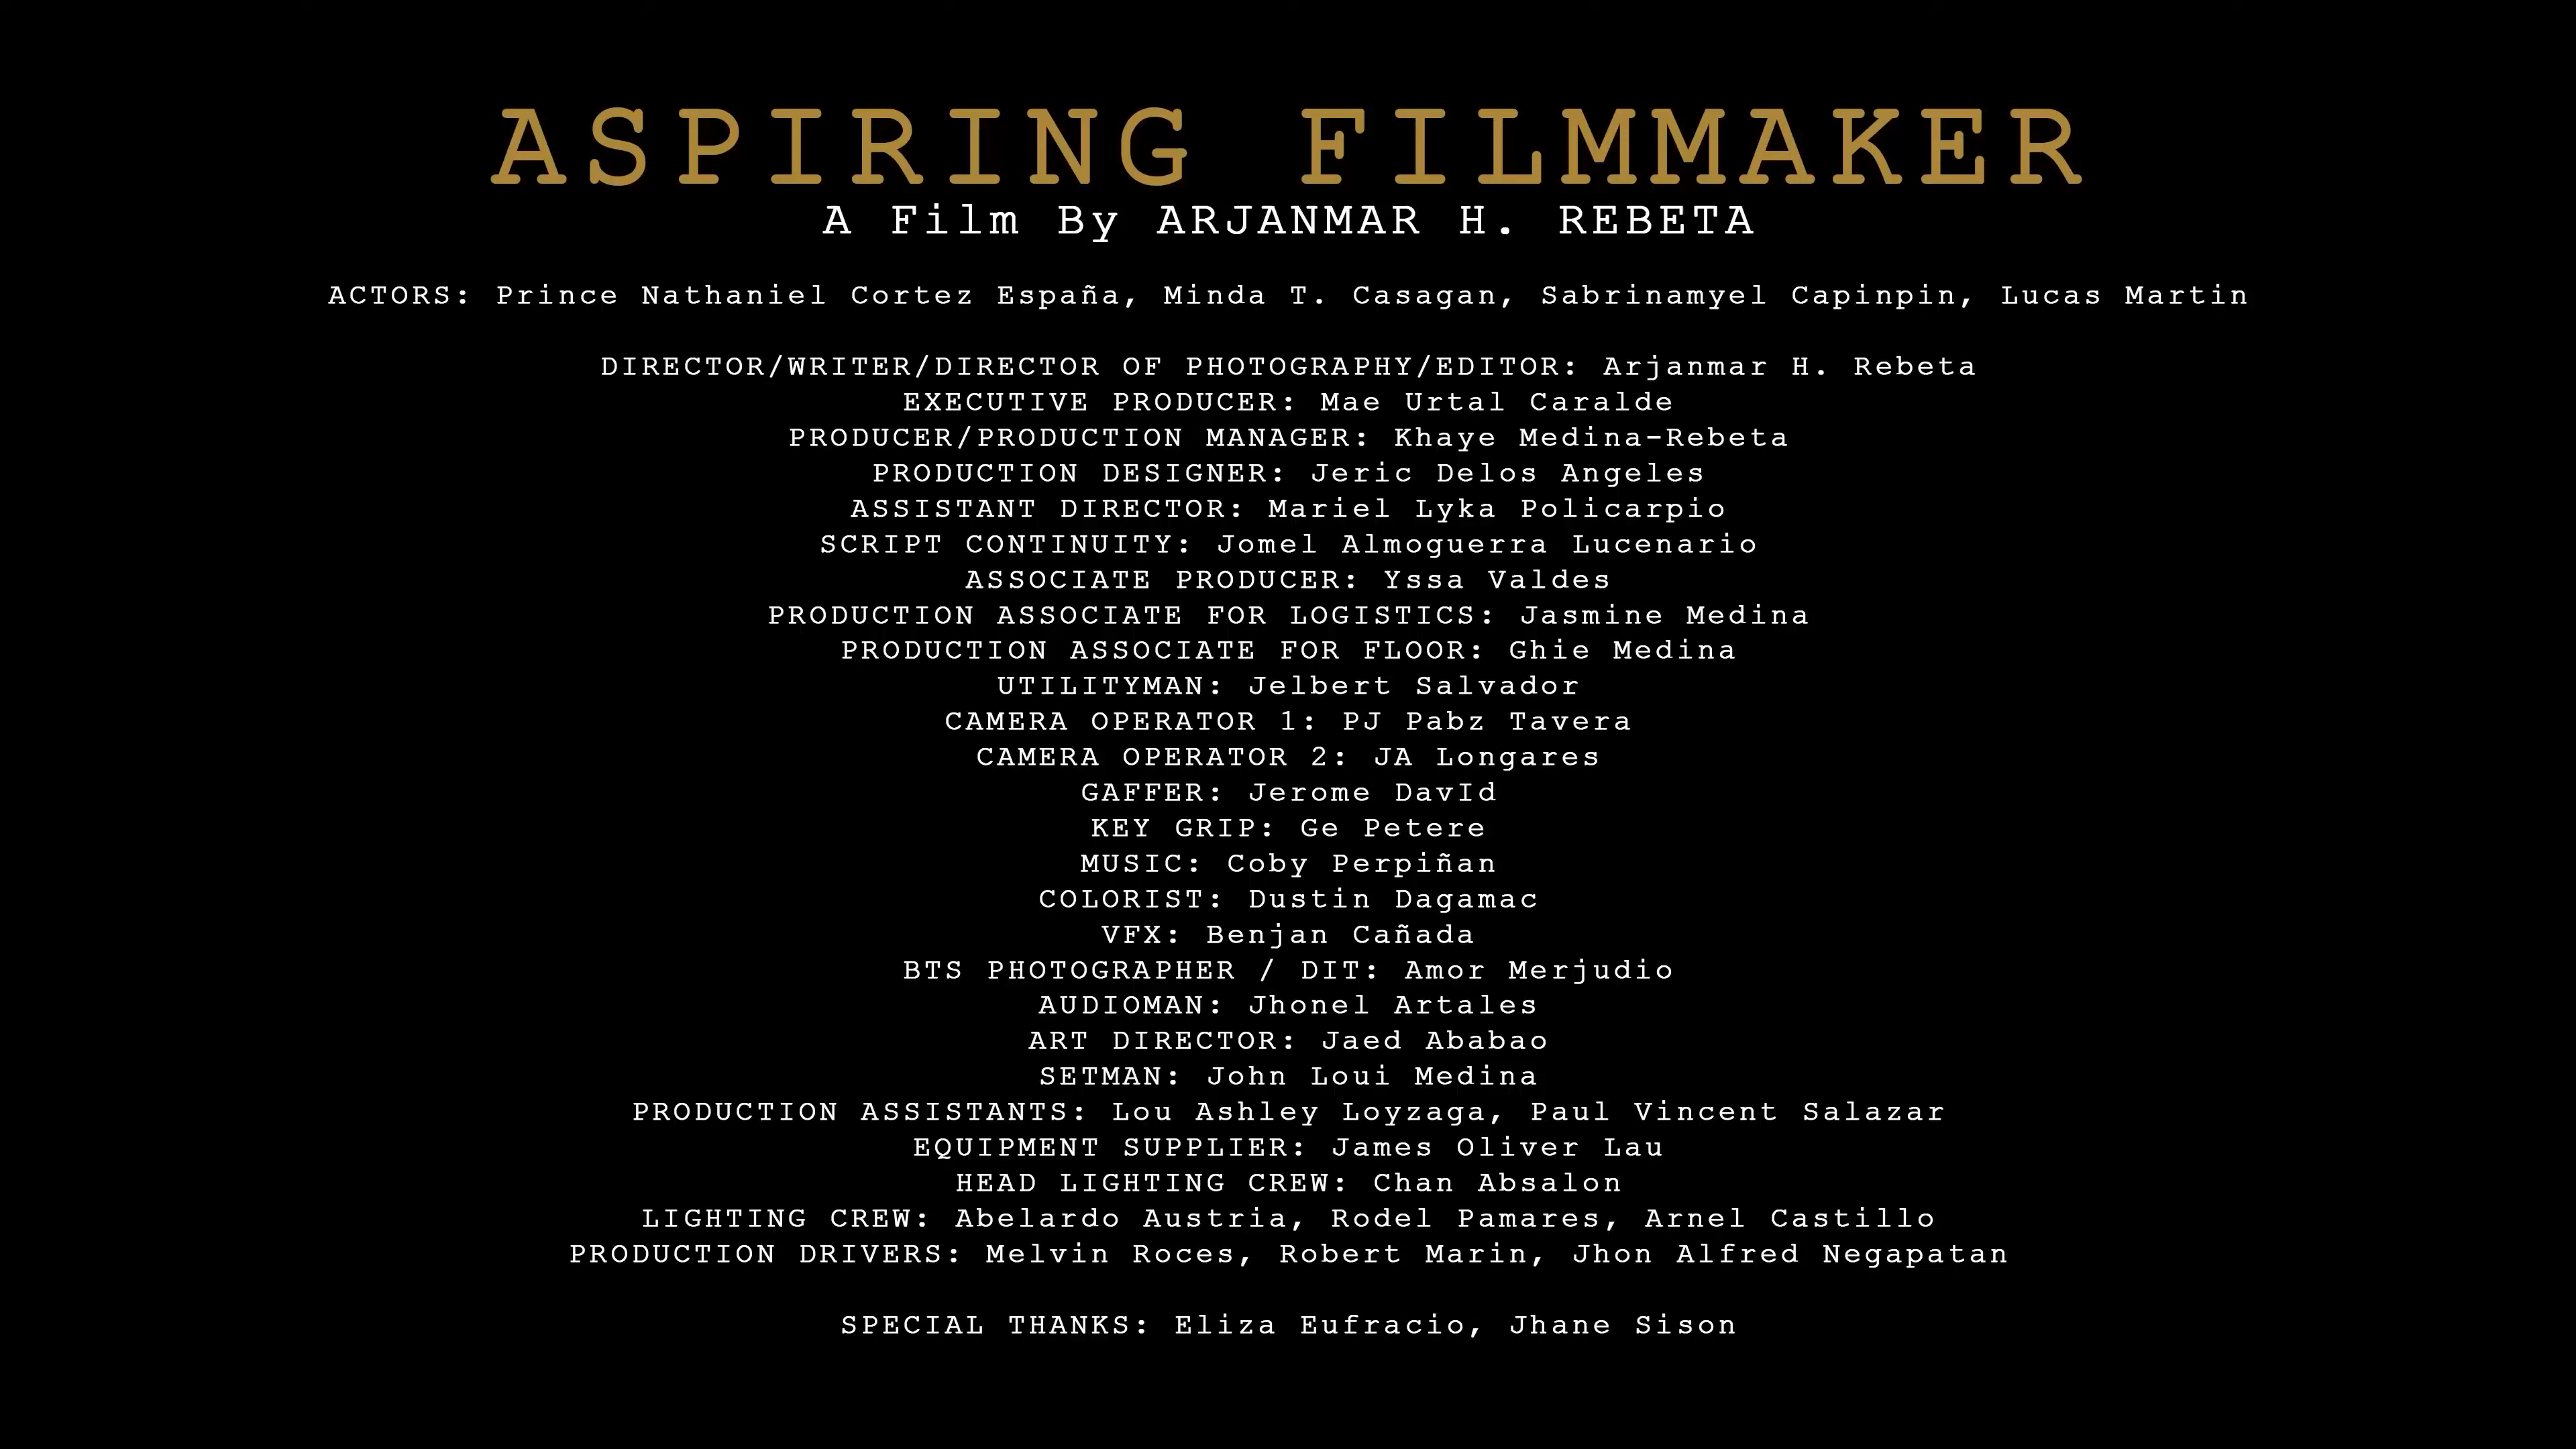 ASPIRING FILMMAKER
A Film By ARJANMAR H. REBETA
ACTORS: Prince Nathaniel Cortez España, Minda T. Casagan, Sabrinamyel Capinpin, Lucas Martin
DIRECTOR/WRITER/DIRECTOR OF PHOTOGRAPHY/EDITOR: Arjanmar H. Rebeta
EXECUTIVE PRODUCER: Mae Urtal Caralde
PRODUCER/PRODUCTION MANAGER: Khaye Medina-Rebeta
PRODUCTION DESIGNER: Jeric Delos Angeles
ASSISTANT DIRECTOR: Mariel Lyka Policarpio
SCRIPT CONTINUITY: Jomel Almoguerra Lucenario
ASSOCIATE PRODUCER: Yssa Valdes
PRODUCTION ASSOCIATE FOR LOGISTICS: Jasmine Medina
PRODUCTION ASSOCIATE FOR FLOOR: Ghie Medina
UTILITYMAN: Jelbert Salvador
CAMERA OPERATOR 1: PJ Pabz Tavera
CAMERA OPERATOR 2: JA Longares
GAFFER: Jerome DavId
KEY GRIP: Ge Petere
MUSIC: Coby Perpiñan
COLORIST: Dustin Dagamac
VFX: Benjan Cañada
BTS PHOTOGRAPHER / DIT: Amor Merjudio
AUDIOMAN: Jhonel Artales
ART DIRECTOR: Jaed Ababao
SETMAN: John Loui Medina
PRODUCTION ASSISTANTS: Lou Ashley Loyzaga, Paul Vincent Salazar
EQUIPMENT SUPPLIER: James Oliver Lau
HEAD LIGHTING CREW: Chan Absalon
LIGHTING CREW: Abelardo Austria, Rodel Pamares, Arnel Castillo
PRODUCTION DRIVERS: Melvin Roces, Robert Marin, Jhon Alfred Negapatan
SPECIAL THANKS: Eliza Eufracio, Jhane Sison